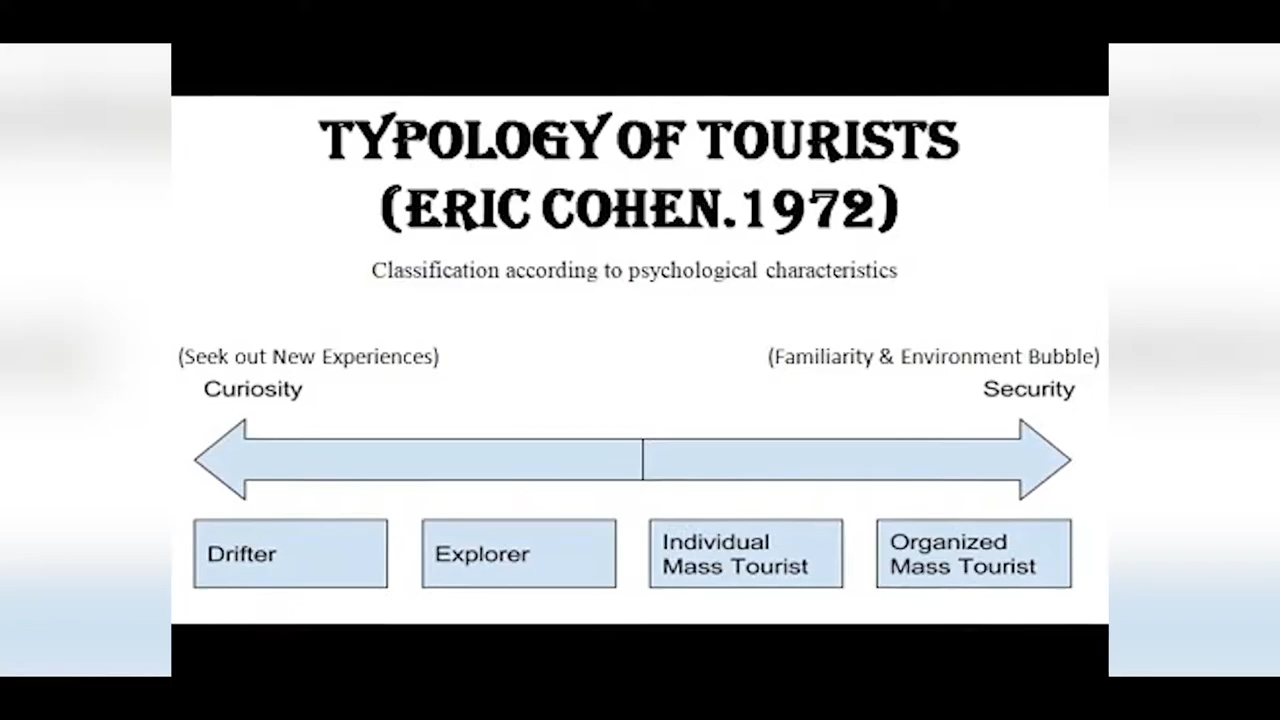 TYPOLOGY OF TOURISTS
(ERIC COHEN.1972)
Classification according to psychological characteristics
(Seek out New Experiences)
(Familiarity & Environment Bubble)
Curiosity
Security
Drifter
Explorer
Individual
Mass Tourist
Organized
Mass Tourist